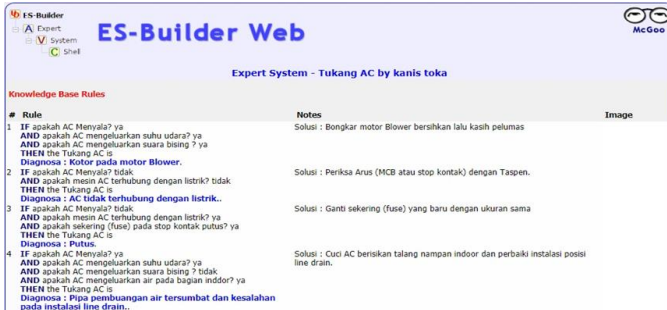 ES-Builder
A Expert
V System
C Shell
ES-Builder Web
McGoo
Expert System - Tukang AC by kanis toka
Knowledge Base Rules
# Rule Notes Image
1 IF apakah AC Menyala? ya Solusi : Bongkar motor Blower bersihkan lalu kasih pelumas
AND apakah AC mengeluarkan suhu udara? ya
AND apakah AC mengeluarkan suara bising ? ya
THEN the Tukang AC is
Diagnosa : Kotor pada motor Blower.
2 IF apakah AC Menyala? tidak Solusi : Periksa Arus (MCB atau stop kontak) dengan Taspen.
AND apakah mesin AC terhubung dengan listrik? tidak
THEN the Tukang AC is
Diagnosa : AC tidak terhubung dengan listrik..
3 IF apakah AC Menyala? tidak Solusi : Ganti sekering (fuse) yang baru dengan ukuran sama
AND apakah mesin AC terhubung dengan listrik? ya
AND apakah sekering (fuse) pada stop kontak putus? ya
THEN the Tukang AC is
Diagnosa : Putus.
4 IF apakah AC Menyala? ya Solusi : Cuci AC berisikan talang nampan indoor dan perbaiki instalasi posisi
AND apakah AC mengeluarkan suhu udara? ya line drain.
AND apakah AC mengeluarkan suara bising ? tidak
AND apakah AC mengeluarkan air pada bagian inddor? ya
THEN the Tukang AC is
Diagnosa : Pipa pembuangan air tersumbat dan kesalahan
pada instalasi line drain..